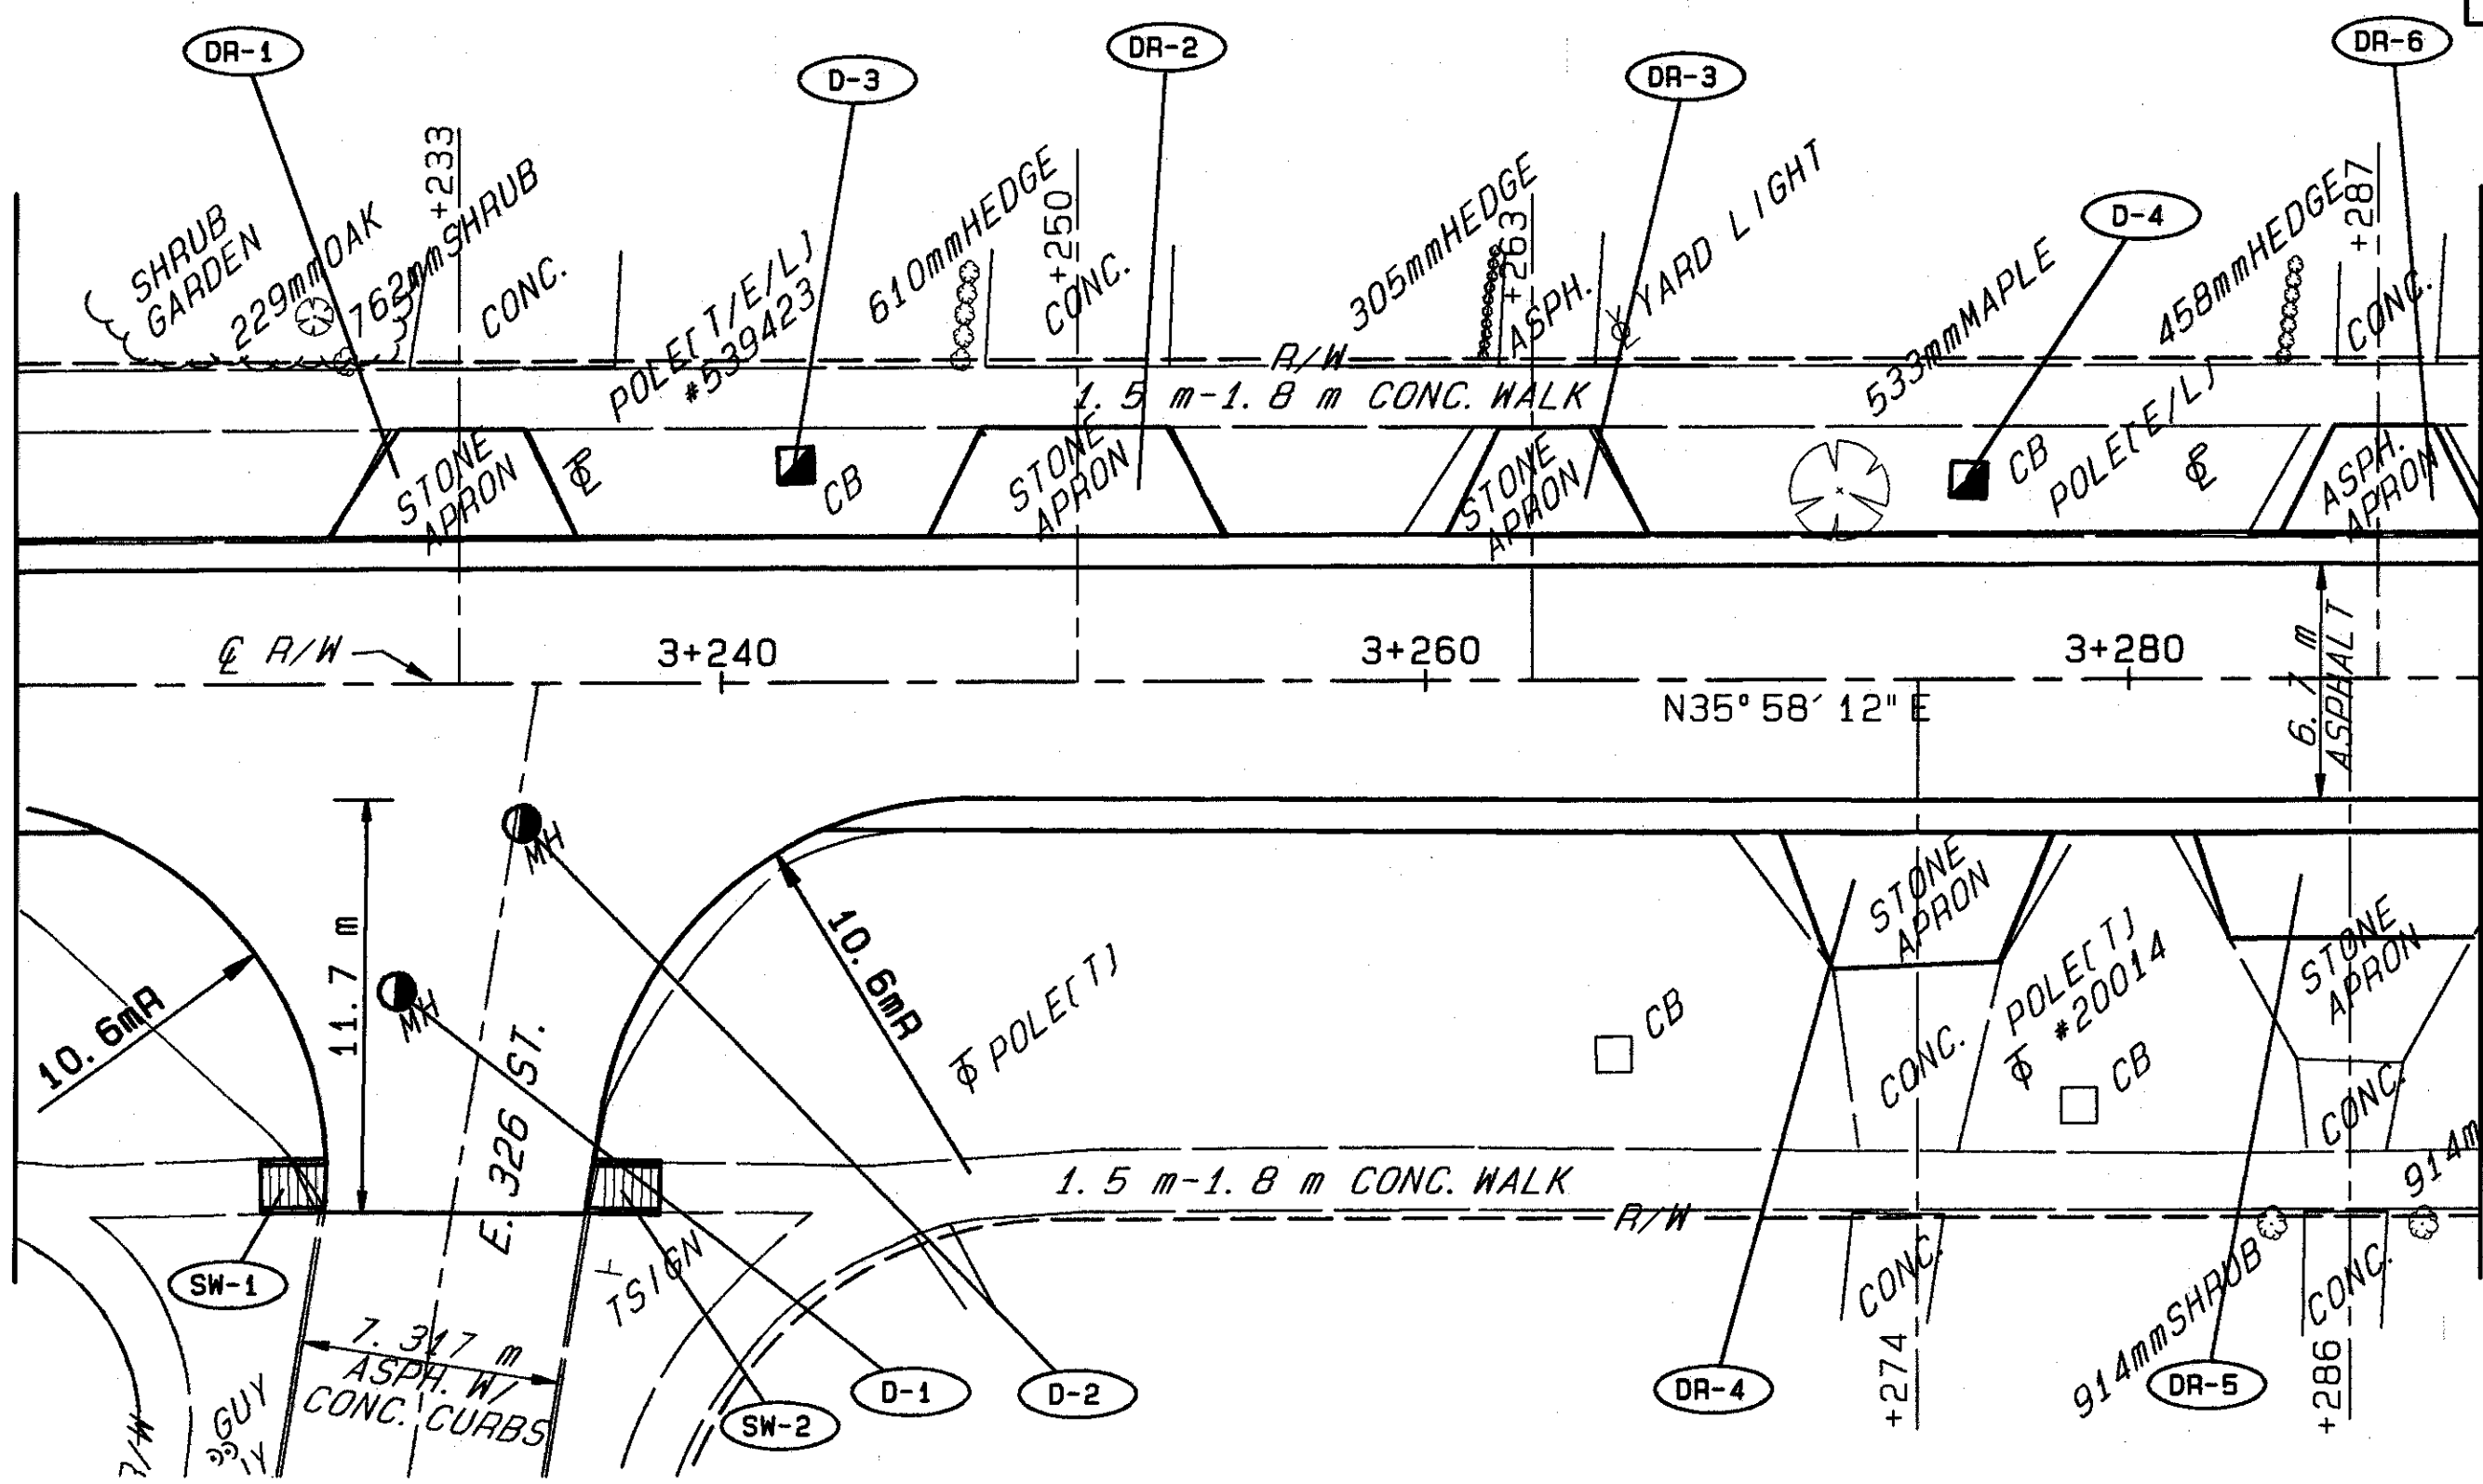 DR-1
D-3
DR-2
DR-3
DR-6
D-4
+233
+250
+263
+287
SHRUB
GARDEN
229mmOAK
762mmSHRUB
CONC.
POLE[T/E/L]
#539423
610mmHEDGE
CONC.
305mmHEDGE
ASPH.
YARD LIGHT
533mmMAPLE
458mmHEDGE
CONC.
R/W
1.5 m-1.8 m CONC. WALK
STONE
APRON
CB
STONE
APRON
STONE
APRON
CB
POLE[E/L]
ASPH.
APRON
℄ R/W
3+240
3+260
3+280
N35°58'12"E
6.7 m
ASPHALT
MH
MH
11.7 m
10.6mR
10.6mR
E. 326 ST.
POLE[T]
STONE
APRON
STONE
APRON
CB
CONC.
POLE[T]
#20014
CB
CONC.
914m
1.5 m-1.8 m CONC. WALK
R/W
SW-1
TSIGN
CONC.
914mmSHRUB
CONC.
+274
+286
7.317 m
ASPH. W/
CONC. CURBS
GUY
R/W
SW-2
D-1
D-2
DR-4
DR-5